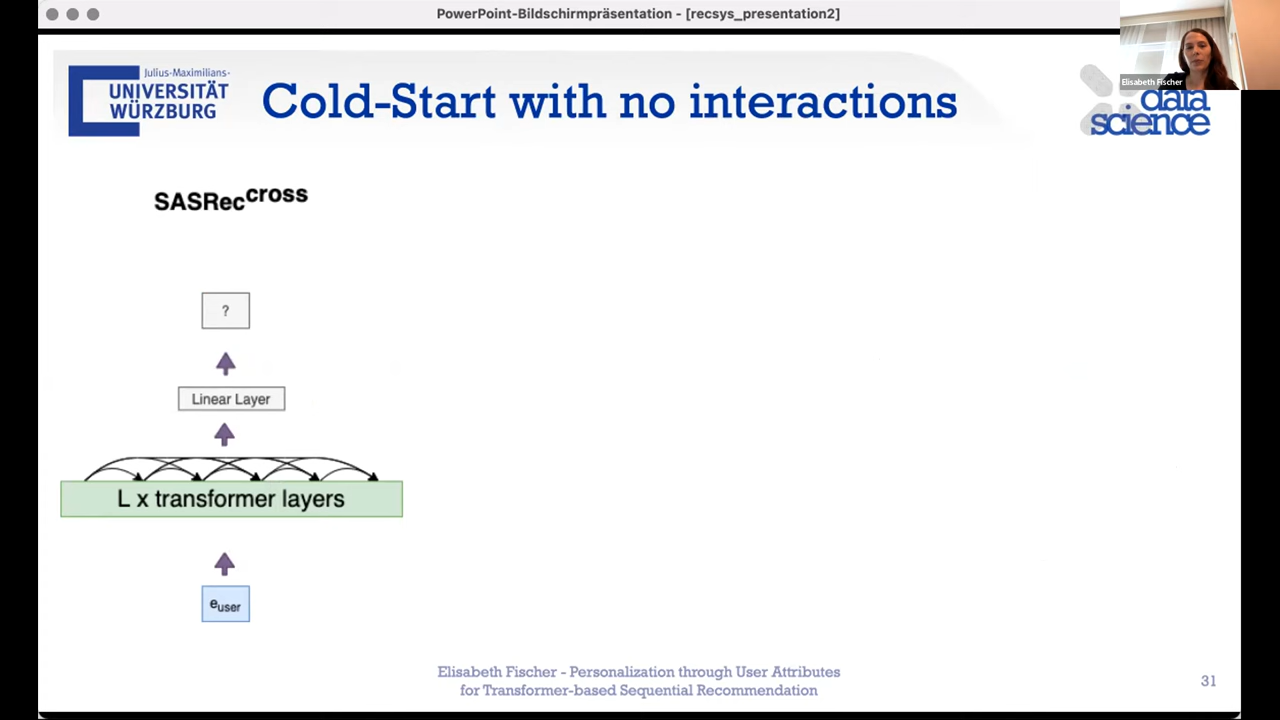 PowerPoint-Bildschirmpräsentation - [recsys_presentation2]
Elisabeth Fischer
Julius-Maximilians-
UNIVERSITÄT
WÜRZBURG
Cold-Start with no interactions
data
science
SASRec^cross
?
Linear Layer
L x transformer layers
e_user
Elisabeth Fischer - Personalization through User Attributes
for Transformer-based Sequential Recommendation
31